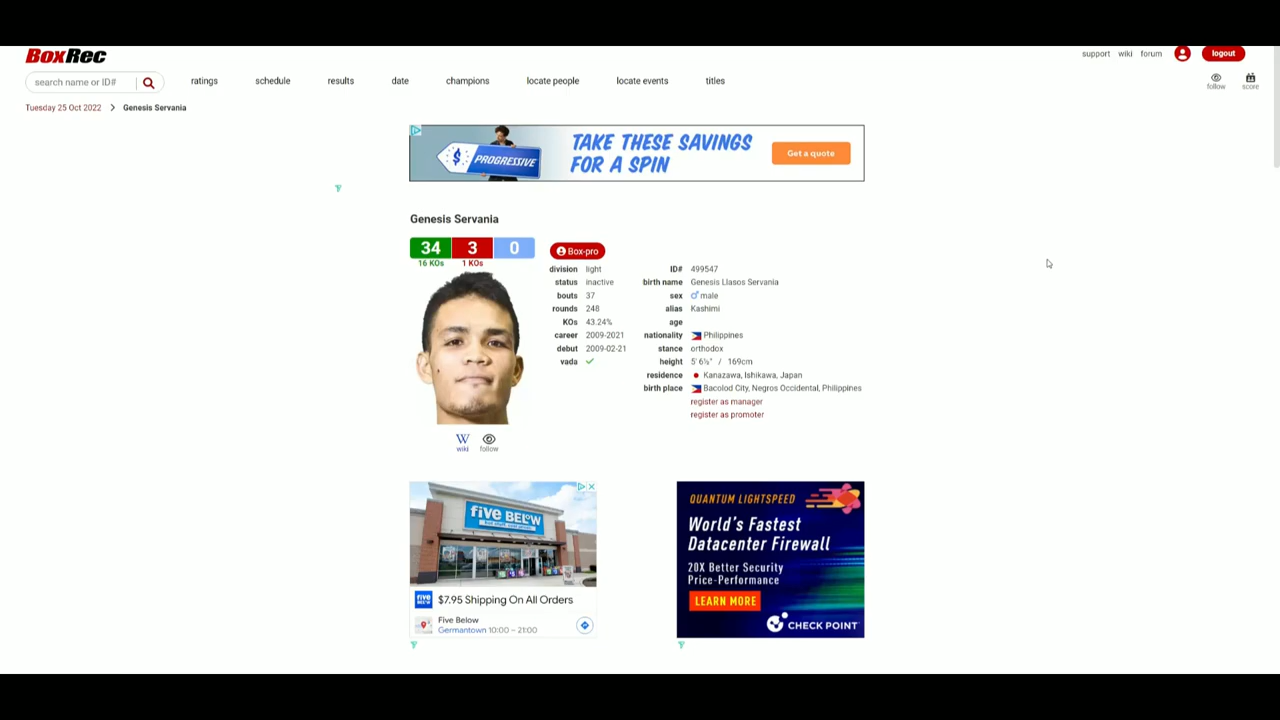 BoxRec
support wiki forum logout
search name or ID#
ratings schedule results date champions locate people locate events titles
follow score
Tuesday 25 Oct 2022 > Genesis Servania
PROGRESSIVE
TAKE THESE SAVINGS
FOR A SPIN
Get a quote
Genesis Servania
34 3 0
16 KOs 1 KOs
Box-pro
division light
status inactive
bouts 37
rounds 248
KOs 43.24%
career 2009-2021
debut 2009-02-21
vada
ID# 499547
birth name Genesis Llasos Servania
sex male
alias Kashimi
age
nationality Philippines
stance orthodox
height 5′ 6½″ / 169cm
residence Kanazawa, Ishikawa, Japan
birth place Bacolod City, Negros Occidental, Philippines
register as manager
register as promoter
W
wiki follow
five BELOW
five
BELOW
$7.95 Shipping On All Orders
Five Below
Germantown 10:00 – 21:00
QUANTUM LIGHTSPEED
World's Fastest
Datacenter Firewall
20X Better Security
Price-Performance
LEARN MORE
CHECK POINT